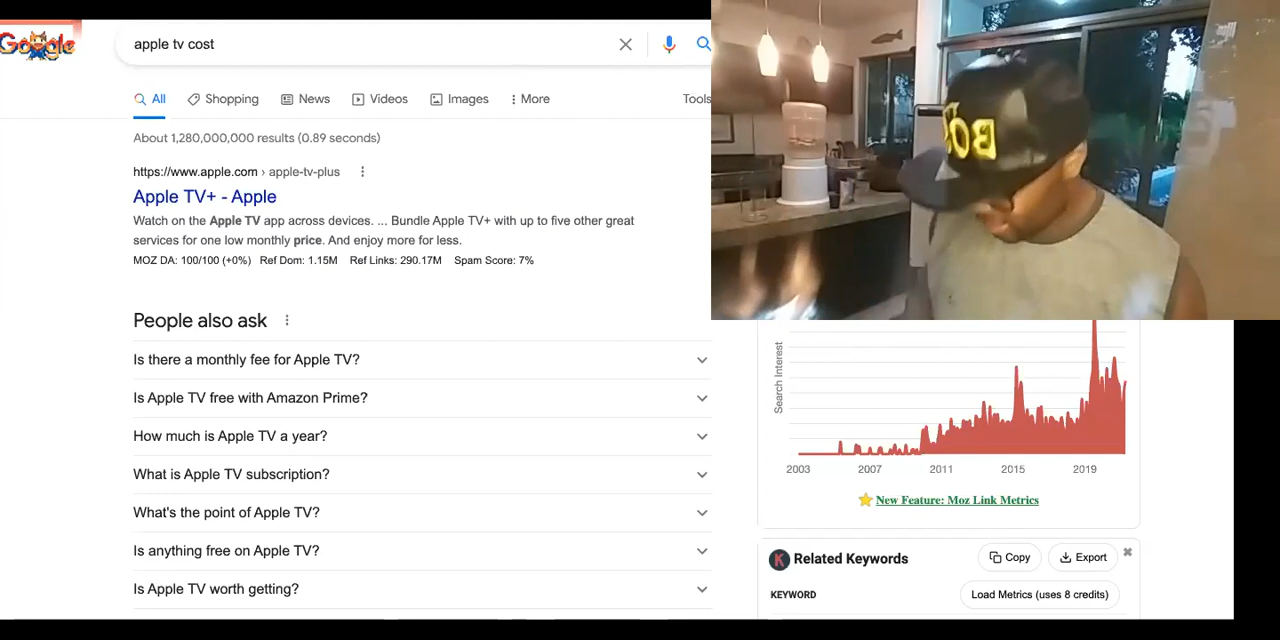 Google
apple tv cost
All
Shopping
News
Videos
Images
More
Tools
About 1,280,000,000 results (0.89 seconds)
https://www.apple.com › apple-tv-plus
Apple TV+ - Apple
Watch on the Apple TV app across devices. ... Bundle Apple TV+ with up to five other great
services for one low monthly price. And enjoy more for less.
MOZ DA: 100/100 (+0%) Ref Dom: 1.15M Ref Links: 290.17M Spam Score: 7%
People also ask
Is there a monthly fee for Apple TV?
Is Apple TV free with Amazon Prime?
How much is Apple TV a year?
What is Apple TV subscription?
What's the point of Apple TV?
Is anything free on Apple TV?
Is Apple TV worth getting?
Search Interest
2003 2007 2011 2015 2019
New Feature: Moz Link Metrics
K
Related Keywords
Copy
Export
KEYWORD
Load Metrics (uses 8 credits)